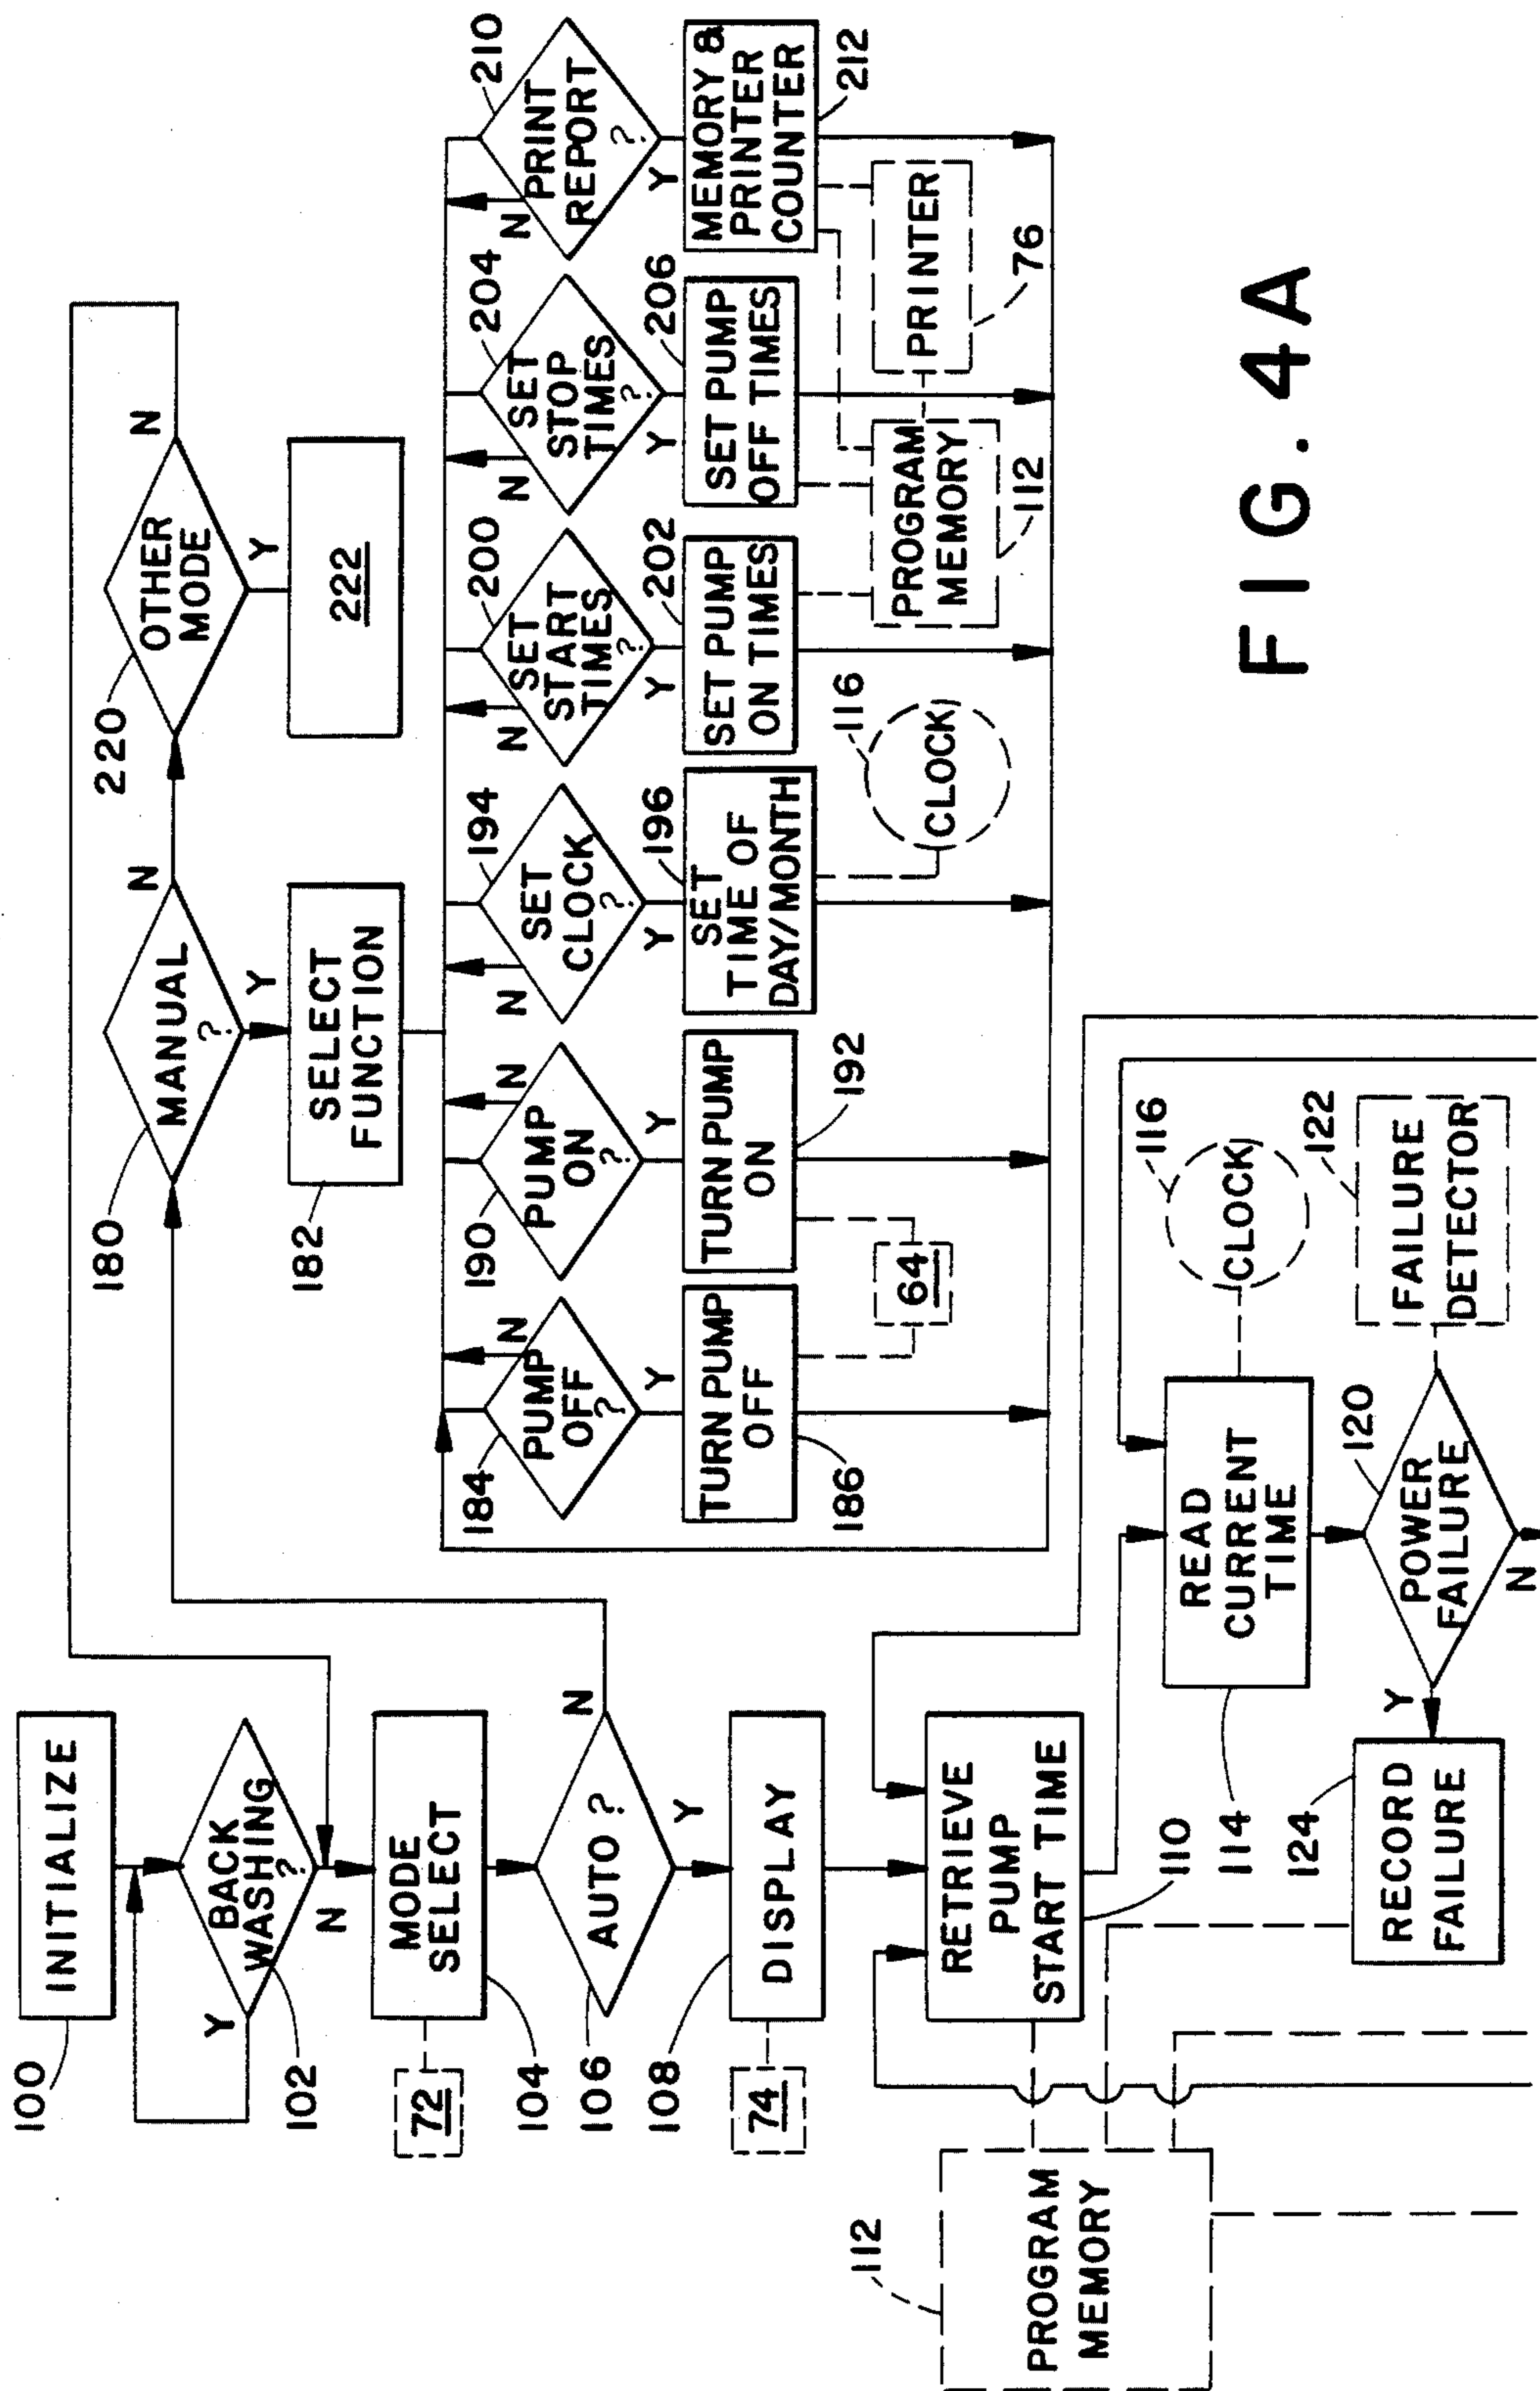 100
INITIALIZE
Y
BACK
WASHING
?
102
N
72
MODE
SELECT
104
106
AUTO ?
N
Y
108
74
DISPLAY
112
PROGRAM
MEMORY
RETRIEVE
PUMP
START TIME
110
114
READ
CURRENT
TIME
116
CLOCK
124
RECORD
FAILURE
Y
120
POWER
FAILURE
N
122
FAILURE
DETECTOR
180
MANUAL
?
N
Y
182
SELECT
FUNCTION
220
OTHER
MODE
N
Y
222
184
PUMP
OFF
?
N
Y
TURN PUMP
OFF
186
190
PUMP
ON
?
N
Y
TURN PUMP
ON
192
64
194
SET
CLOCK
?
N
Y
196
SET
TIME OF
DAY/MONTH
116
CLOCK
200
SET
START
TIMES
?
N
Y
202
SET PUMP
ON TIMES
204
SET
STOP
TIMES
?
N
Y
206
SET PUMP
OFF TIMES
PROGRAM
MEMORY
112
210
PRINT
REPORT
?
N
Y
MEMORY &
PRINTER
COUNTER
212
PRINTER
76
FIG. 4A